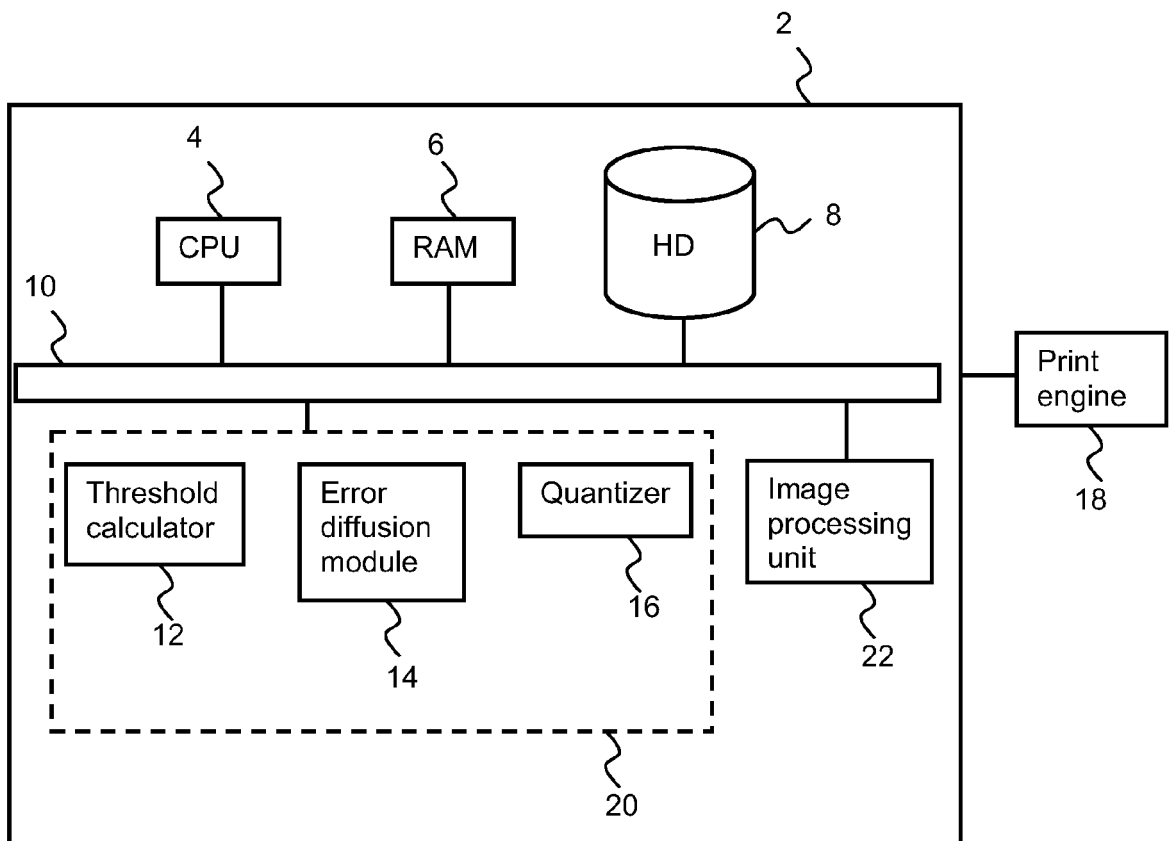 2
4
6
CPU
RAM
HD
8
10
Print
engine
18
Threshold
calculator
12
Error
diffusion
module
14
Quantizer
16
Image
processing
unit
22
20